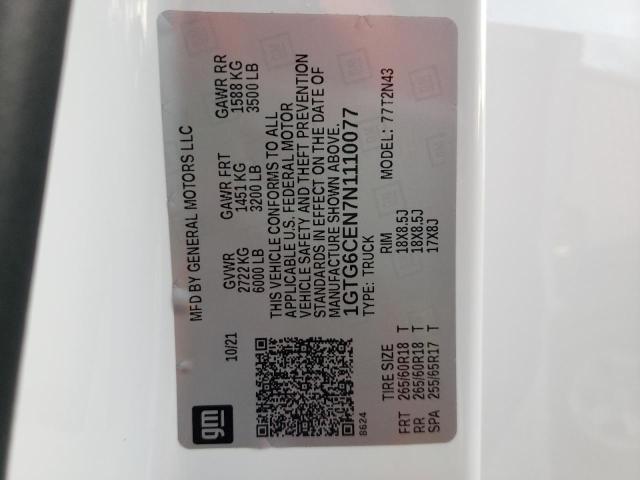 MFD BY GENERAL MOTORS LLC
10/21
GVWR
2722 KG
6000 LB
GAWR FRT
1451 KG
3200 LB
GAWR RR
1588 KG
3500 LB
THIS VEHICLE CONFORMS TO ALL
APPLICABLE U.S. FEDERAL MOTOR
VEHICLE SAFETY AND THEFT PREVENTION
STANDARDS IN EFFECT ON THE DATE OF
MANUFACTURE SHOWN ABOVE.
1GTG6CEN7N1110077
TYPE: TRUCK
MODEL: 77T2N43
gm
8624
TIRE SIZE RIM
FRT 265/60R18 T 18X8.5J
RR 265/60R18 T 18X8.5J
SPA 255/65R17 T 17X8J